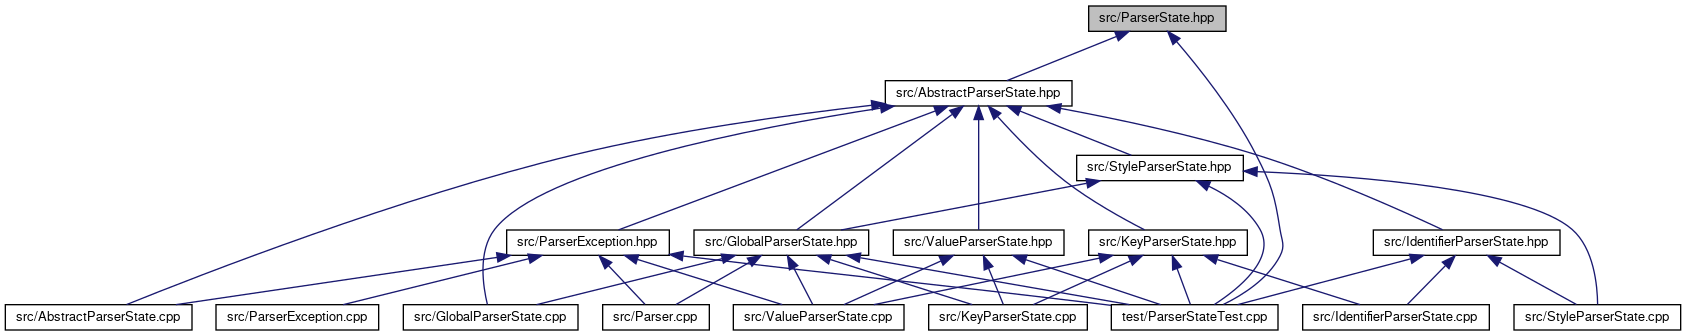 src/ParserState.hpp
src/AbstractParserState.hpp
src/StyleParserState.hpp
src/ParserException.hpp
src/GlobalParserState.hpp
src/ValueParserState.hpp
src/KeyParserState.hpp
src/IdentifierParserState.hpp
src/AbstractParserState.cpp
src/ParserException.cpp
src/GlobalParserState.cpp
src/Parser.cpp
src/ValueParserState.cpp
src/KeyParserState.cpp
test/ParserStateTest.cpp
src/IdentifierParserState.cpp
src/StyleParserState.cpp